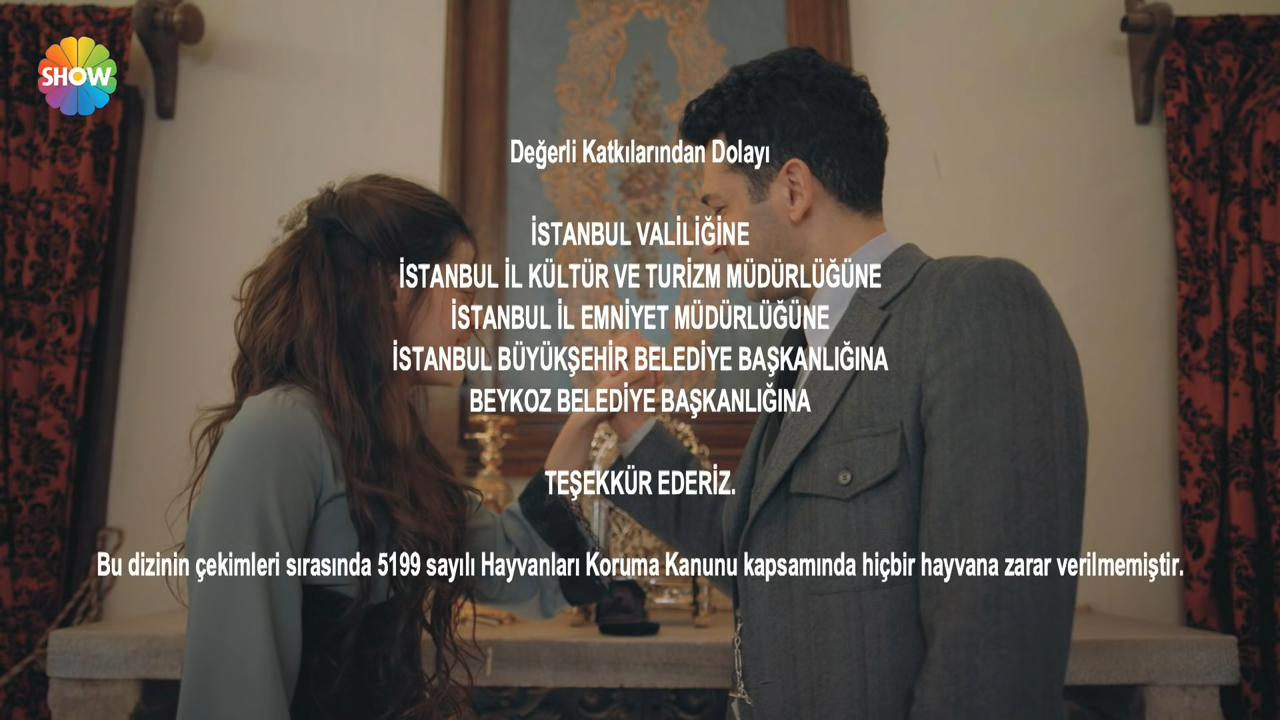 SHOW
Değerli Katkılarından Dolayı
İSTANBUL VALİLİĞİNE
İSTANBUL İL KÜLTÜR VE TURİZM MÜDÜRLÜĞÜNE
İSTANBUL İL EMNİYET MÜDÜRLÜĞÜNE
İSTANBUL BÜYÜKŞEHİR BELEDİYE BAŞKANLIĞINA
BEYKOZ BELEDİYE BAŞKANLIĞINA
TEŞEKKÜR EDERİZ.
Bu dizinin çekimleri sırasında 5199 sayılı Hayvanları Koruma Kanunu kapsamında hiçbir hayvana zarar verilmemiştir.